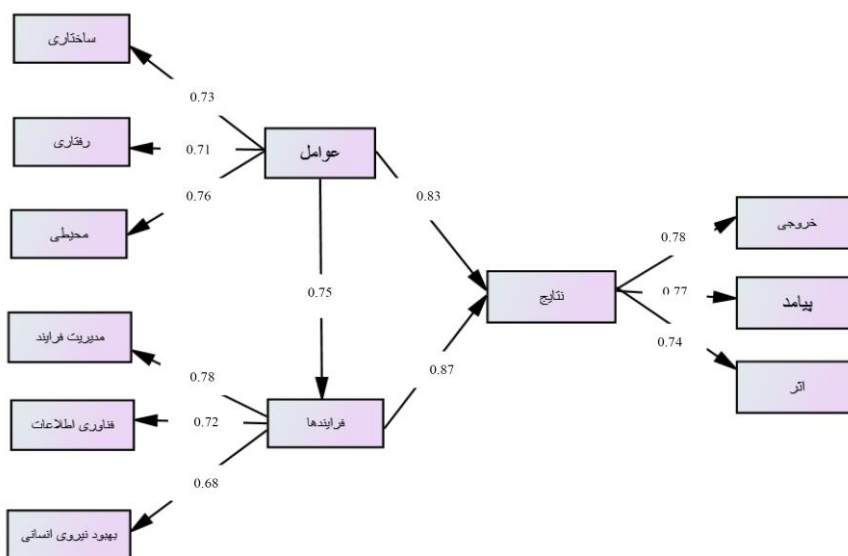 ساختاری
0.73
رفتاری
0.71
عوامل
0.76
0.83
محیطی
خروجی
0.78
نتایج
0.75
0.77
پیامد
0.74
مدیریت فرایند
0.78
0.87
اثر
فناوری اطلاعات
0.72
فرایندها
0.68
بهبود نیروی انسانی